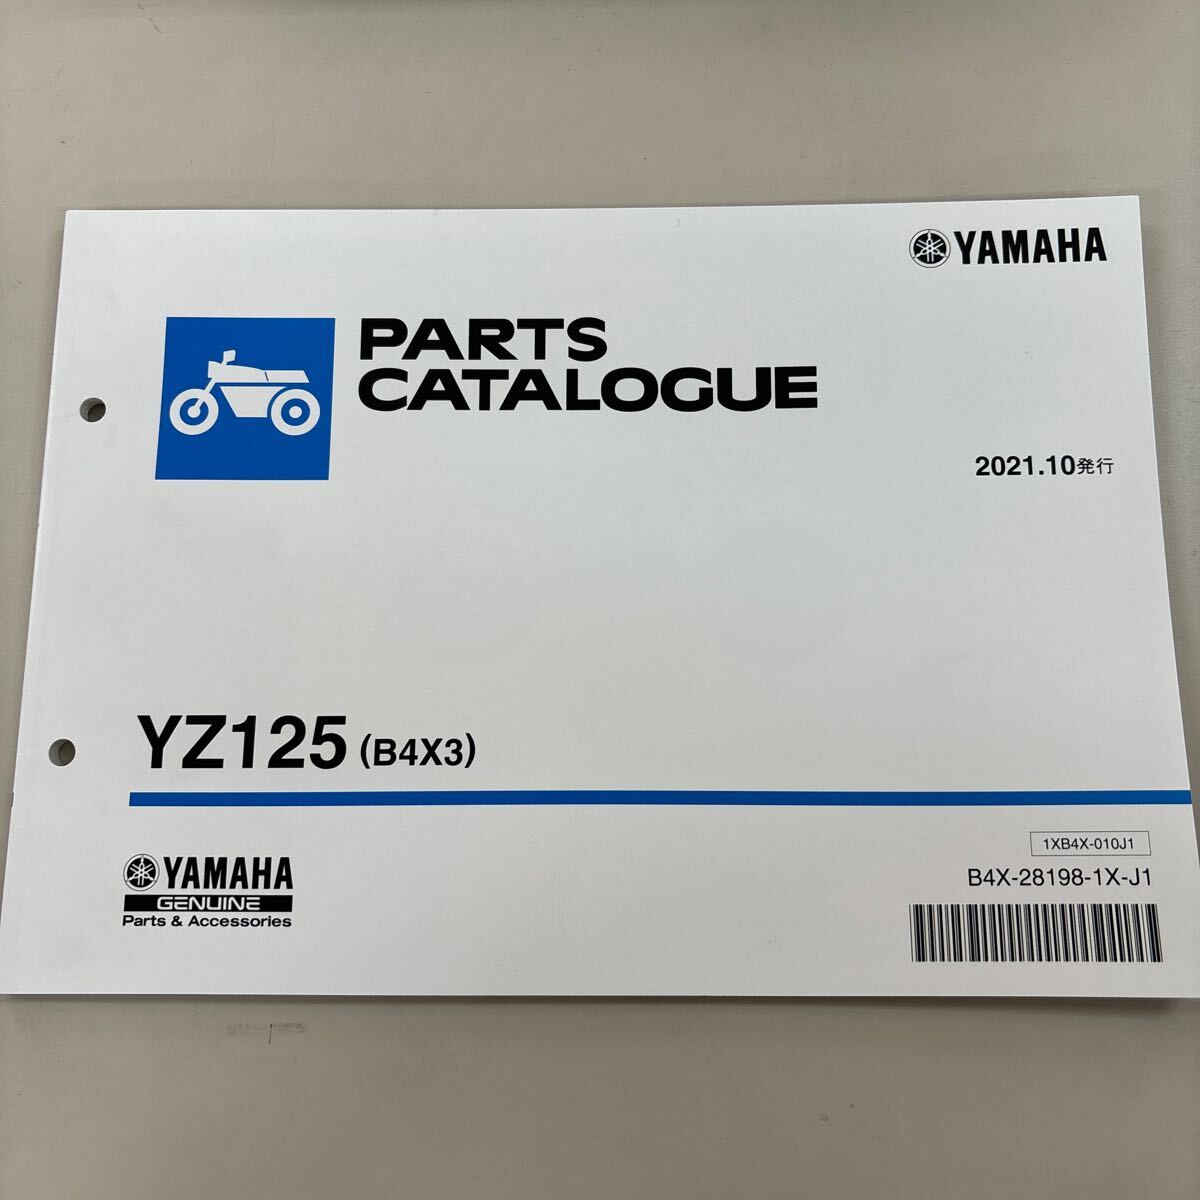 YAMAHA
PARTS
CATALOGUE
2021.10発行
YZ125 (B4X3)
YAMAHA
GENUINE
Parts & Accessories
1XB4X-010J1
B4X-28198-1X-J1